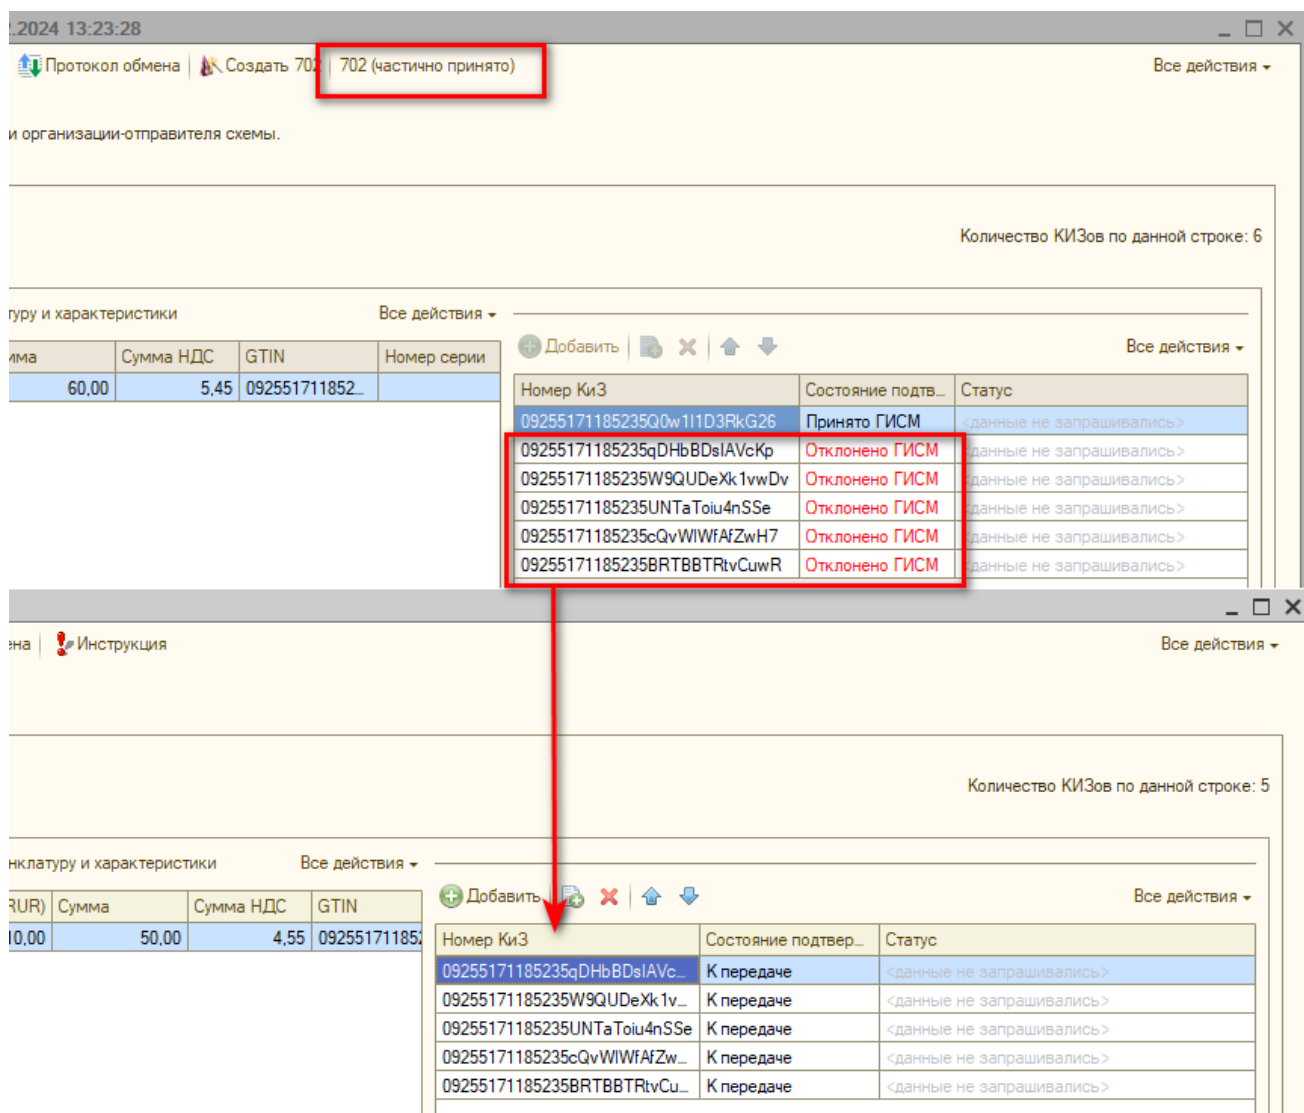 .2024 13:23:28
Протокол обмена Создать 702 702 (частично принято) Все действия
и организации-отправителя схемы.
Количество КИЗов по данной строке: 6
туру и характеристики Все действия
Добавить Все действия
мма Сумма НДС GTIN Номер серии
60,00 5,45 092551711852...
Номер КиЗ Состояние подтв... Статус
09255171185235Q0w1I1D3RkG26 Принято ГИСМ <данные не запрашивались>
09255171185235qDHbBDsIAVcKp Отклонено ГИСМ <данные не запрашивались>
09255171185235W9QUDeXk1vwDv Отклонено ГИСМ <данные не запрашивались>
09255171185235UNTaToiu4nSSe Отклонено ГИСМ <данные не запрашивались>
09255171185235cQvWIWfAfZwH7 Отклонено ГИСМ <данные не запрашивались>
09255171185235BRTBBTRtvCuwR Отклонено ГИСМ <данные не запрашивались>
ена Инструкция Все действия
Количество КИЗов по данной строке: 5
нклатуру и характеристики Все действия
Добавить Все действия
RUR) Сумма Сумма НДС GTIN
10,00 50,00 4,55 09255171185
Номер КиЗ Состояние подтвер... Статус
09255171185235qDHbBDsIAVc... К передаче <данные не запрашивались>
09255171185235W9QUDeXk1v... К передаче <данные не запрашивались>
09255171185235UNTaToiu4nSSe К передаче <данные не запрашивались>
09255171185235cQvWIWfAfZw... К передаче <данные не запрашивались>
09255171185235BRTBBTRtvCu... К передаче <данные не запрашивались>